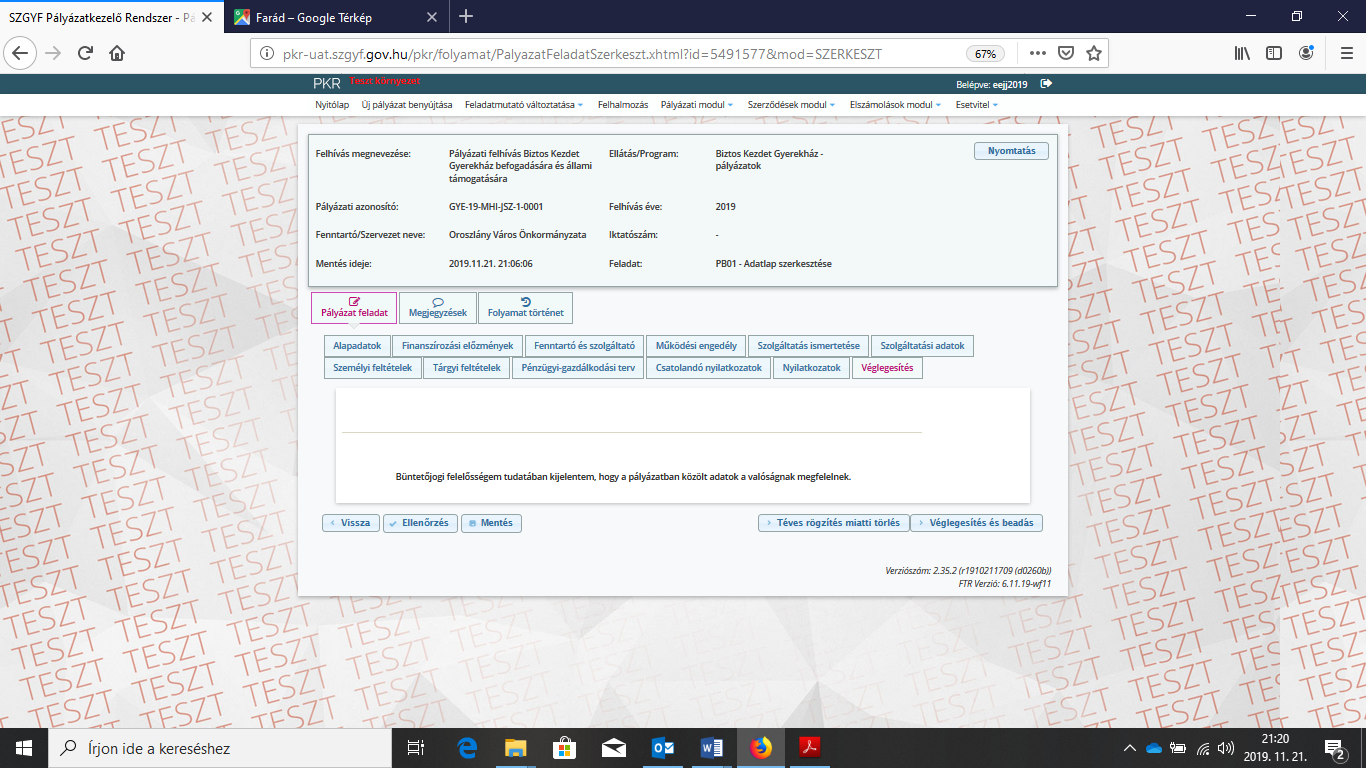 SZGYF Pályázatkezelő Rendszer - Pá
Farád – Google Térkép
pkr-uat.szgyf.gov.hu/pkr/folyamat/PalyazatFeladatSzerkeszt.xhtml?id=5491577&mod=SZERKESZT
67%
PKR
Teszt környezet
Belépve: eejj2019
Nyitólap
Új pályázat benyújtása
Feladatmutató változtatása
Felhalmozás
Pályázati modul
Szerződések modul
Elszámolások modul
Esetvitel
Felhívás megnevezése:
Pályázati felhívás Biztos Kezdet
Gyerekház befogadására és állami
támogatására
Ellátás/Program:
Biztos Kezdet Gyerekház -
pályázatok
Nyomtatás
Pályázati azonosító:
GYE-19-MHI-JSZ-1-0001
Felhívás éve:
2019
Fenntartó/Szervezet neve:
Oroszlány Város Önkormányzata
Iktatószám:
-
Mentés ideje:
2019.11.21. 21:06:06
Feladat:
PB01 - Adatlap szerkesztése
Pályázat feladat
Megjegyzések
Folyamat történet
Alapadatok
Finanszírozási előzmények
Fenntartó és szolgáltató
Működési engedély
Szolgáltatás ismertetése
Szolgáltatási adatok
Személyi feltételek
Tárgyi feltételek
Pénzügyi-gazdálkodási terv
Csatolandó nyilatkozatok
Nyilatkozatok
Véglegesítés
Büntetőjogi felelősségem tudatában kijelentem, hogy a pályázatban közölt adatok a valóságnak megfelelnek.
Vissza
Ellenőrzés
Mentés
Téves rögzítés miatti törlés
Véglegesítés és beadás
Verziószám: 2.35.2 (r1910211709 (d0260b))
FTR Verzió: 6.11.19-wf11
TESZT
Írjon ide a kereséshez
21:20
2019. 11. 21.
2